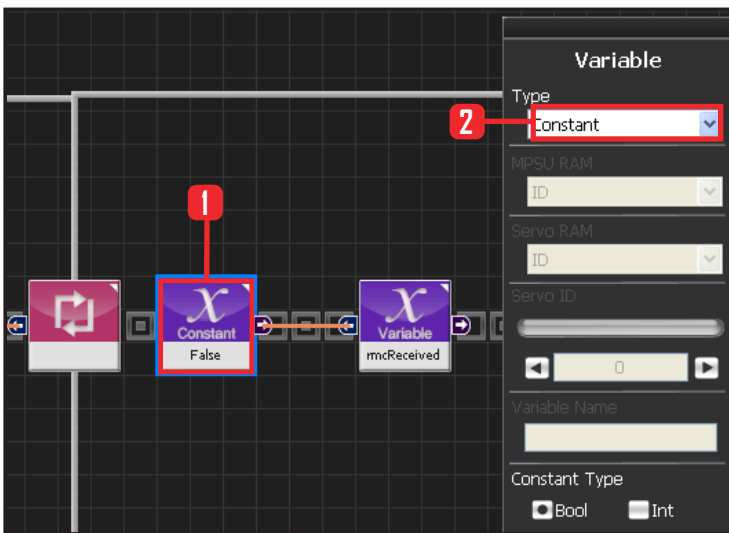 Variable
Type
Constant
2
MPSU RAM
ID
1
Servo RAM
ID
Servo ID
X
Constant
False
X
Variable
rmcReceived
0
Variable Name
Constant Type
Bool
Int